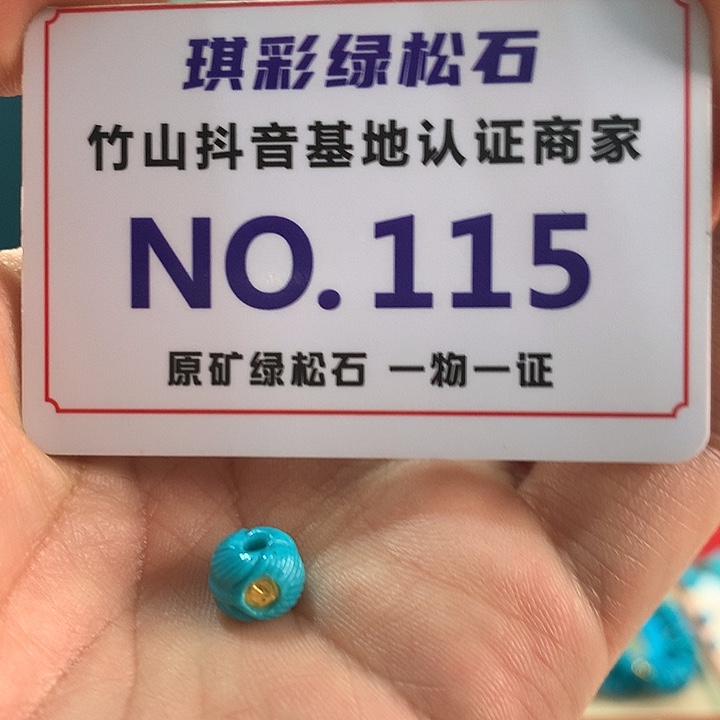 琪彩绿松石
竹山抖音基地认证商家
NO.115
原矿绿松石 一物一证